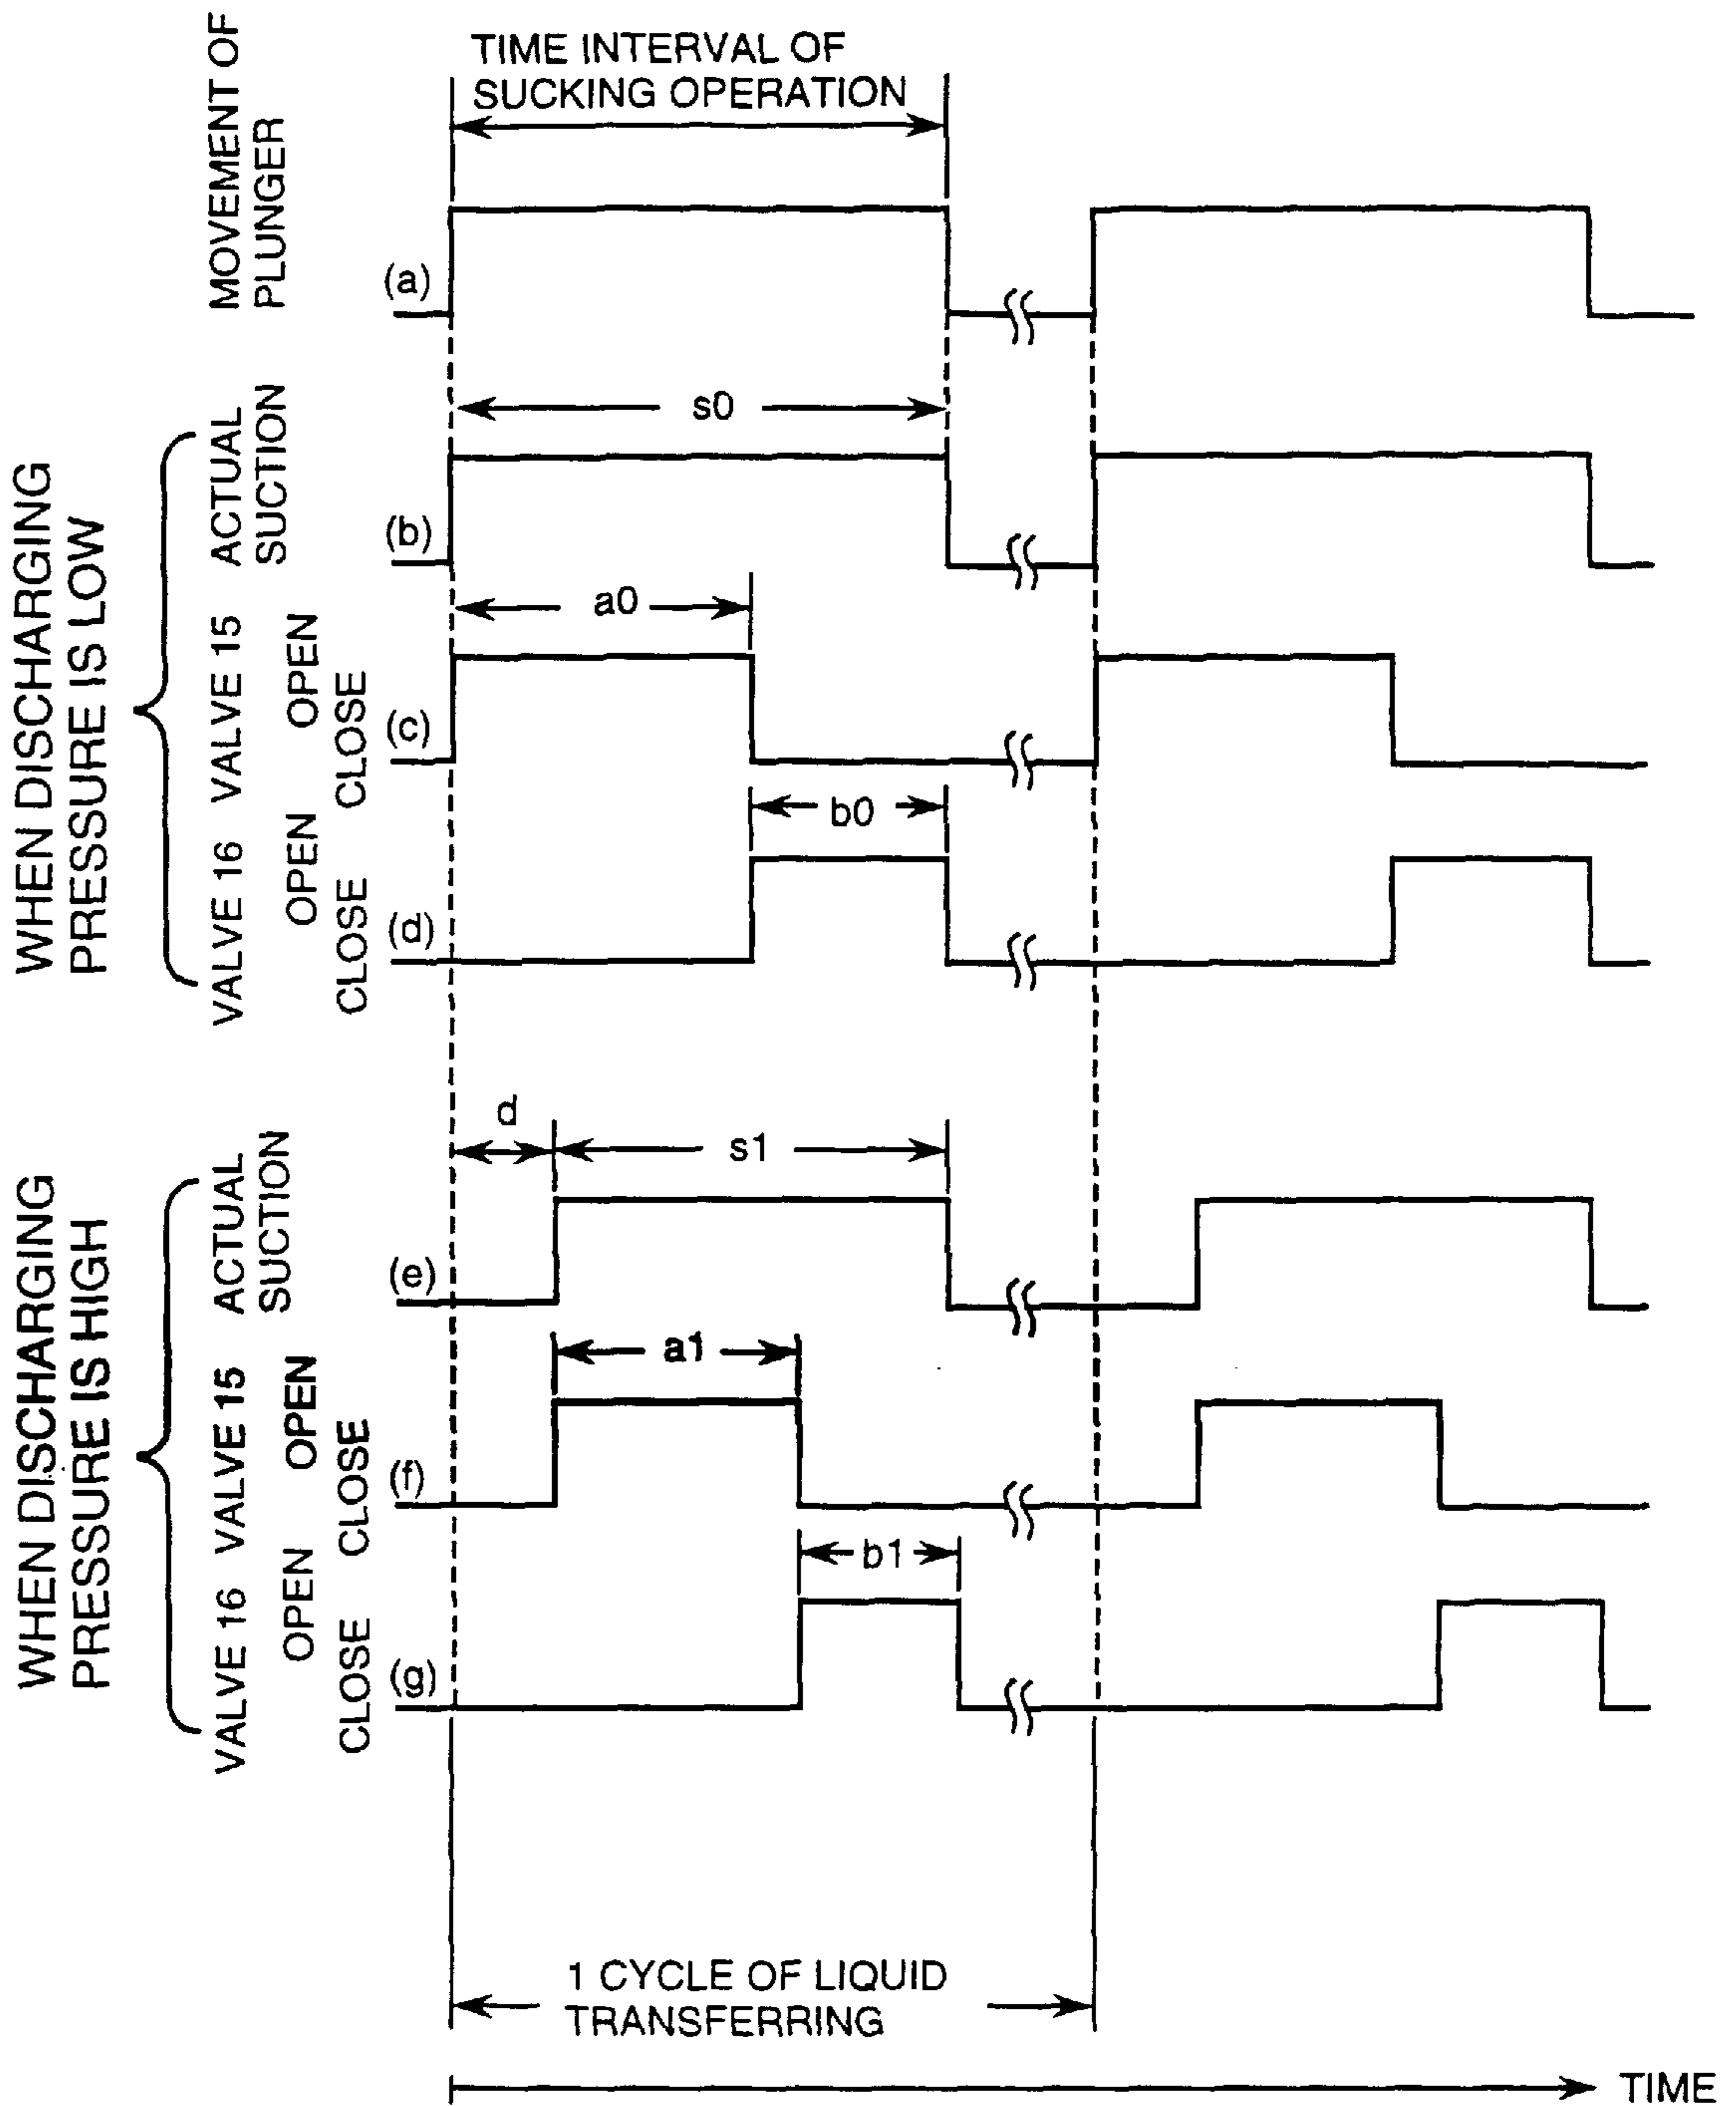 MOVEMENT OF
PLUNGER
TIME INTERVAL OF
SUCKING OPERATION
(a)
WHEN DISCHARGING
PRESSURE IS LOW
ACTUAL
SUCTION
s0
(b)
VALVE 15
OPEN
CLOSE
a0
(c)
VALVE 16
OPEN
CLOSE
b0
(d)
WHEN DISCHARGING
PRESSURE IS HIGH
ACTUAL
SUCTION
d
s1
(e)
VALVE 15
OPEN
CLOSE
a1
(f)
VALVE 16
OPEN
CLOSE
b1
(g)
1 CYCLE OF LIQUID
TRANSFERRING
TIME